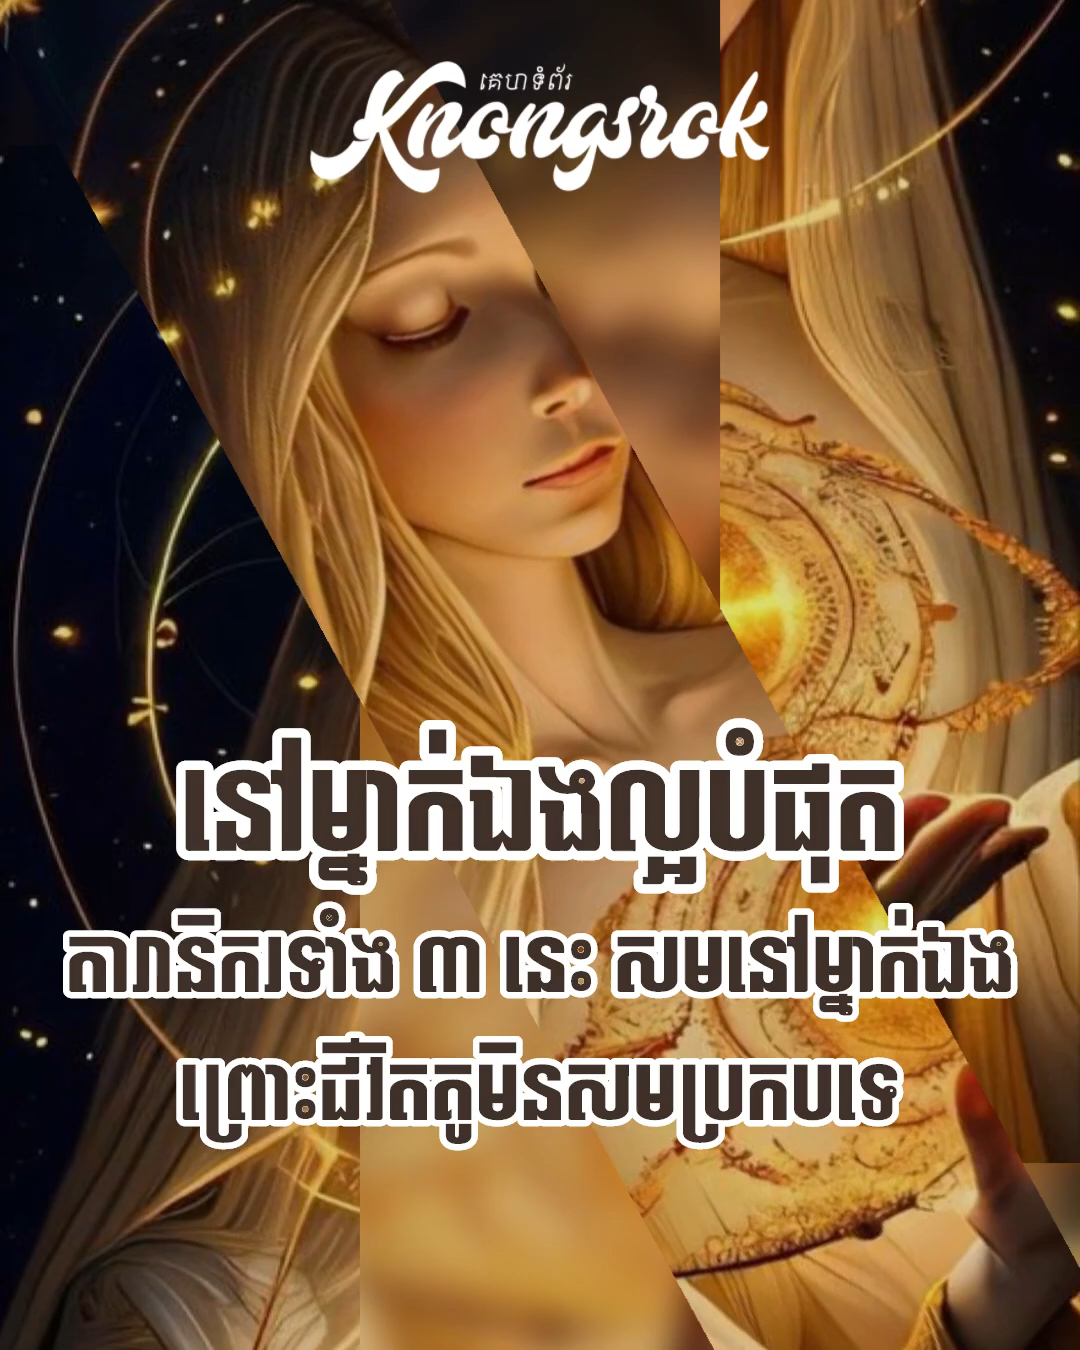 គេហទំព័រ
Knongsrok
នៅម្នាក់ឯងល្អបំផុត
តារានិករទាំង ៣ នេះ សមនៅម្នាក់ឯង
ព្រោះជីវិតគូមិនសមប្រកបទេ